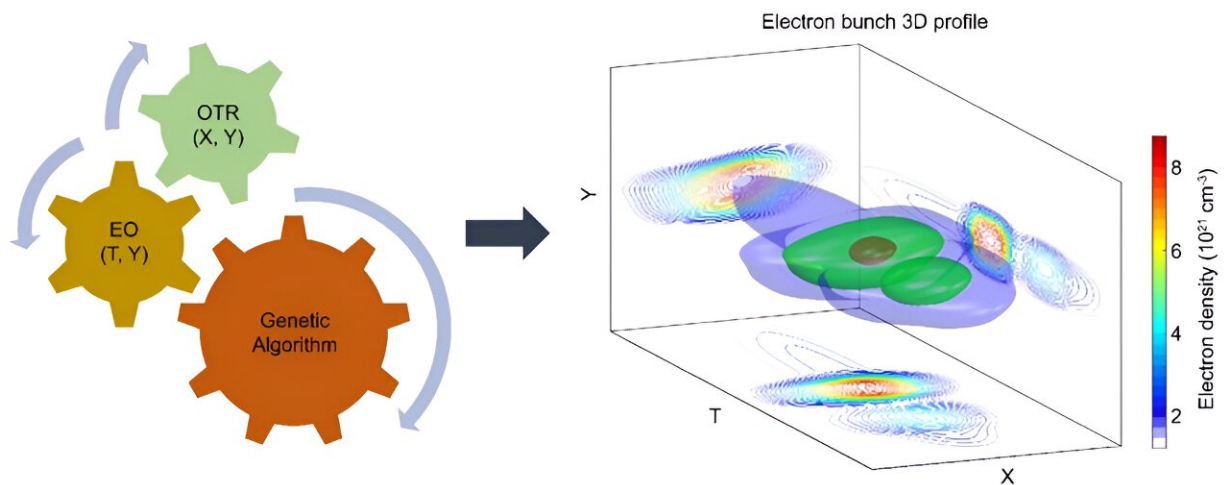 OTR
(X, Y)
EO
(T, Y)
Genetic
Algorithm
Electron bunch 3D profile
Y
T
X
8
6
4
2
Electron density (10²¹ cm⁻³)